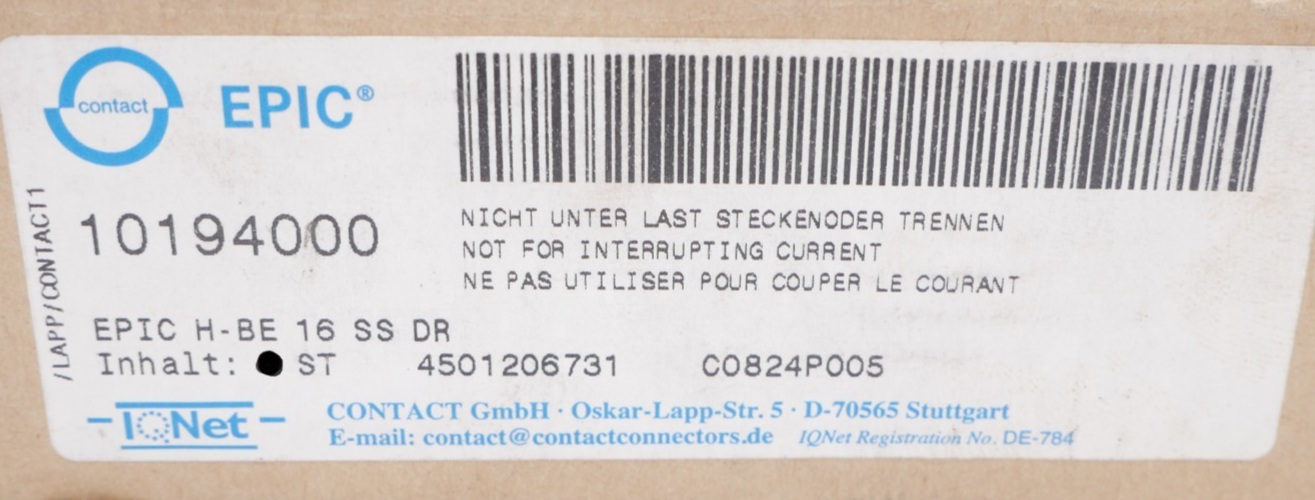 contact
EPIC®
10194000
NICHT UNTER LAST STECKENODER TRENNEN
NOT FOR INTERRUPTING CURRENT
NE PAS UTILISER POUR COUPER LE COURANT
/LAPP/CONTACT1
EPIC H-BE 16 SS DR
Inhalt: ST 4501206731 C0824P005
IQNet
CONTACT GmbH · Oskar-Lapp-Str. 5 · D-70565 Stuttgart
E-mail: contact@contactconnectors.de IQNet Registration No. DE-784